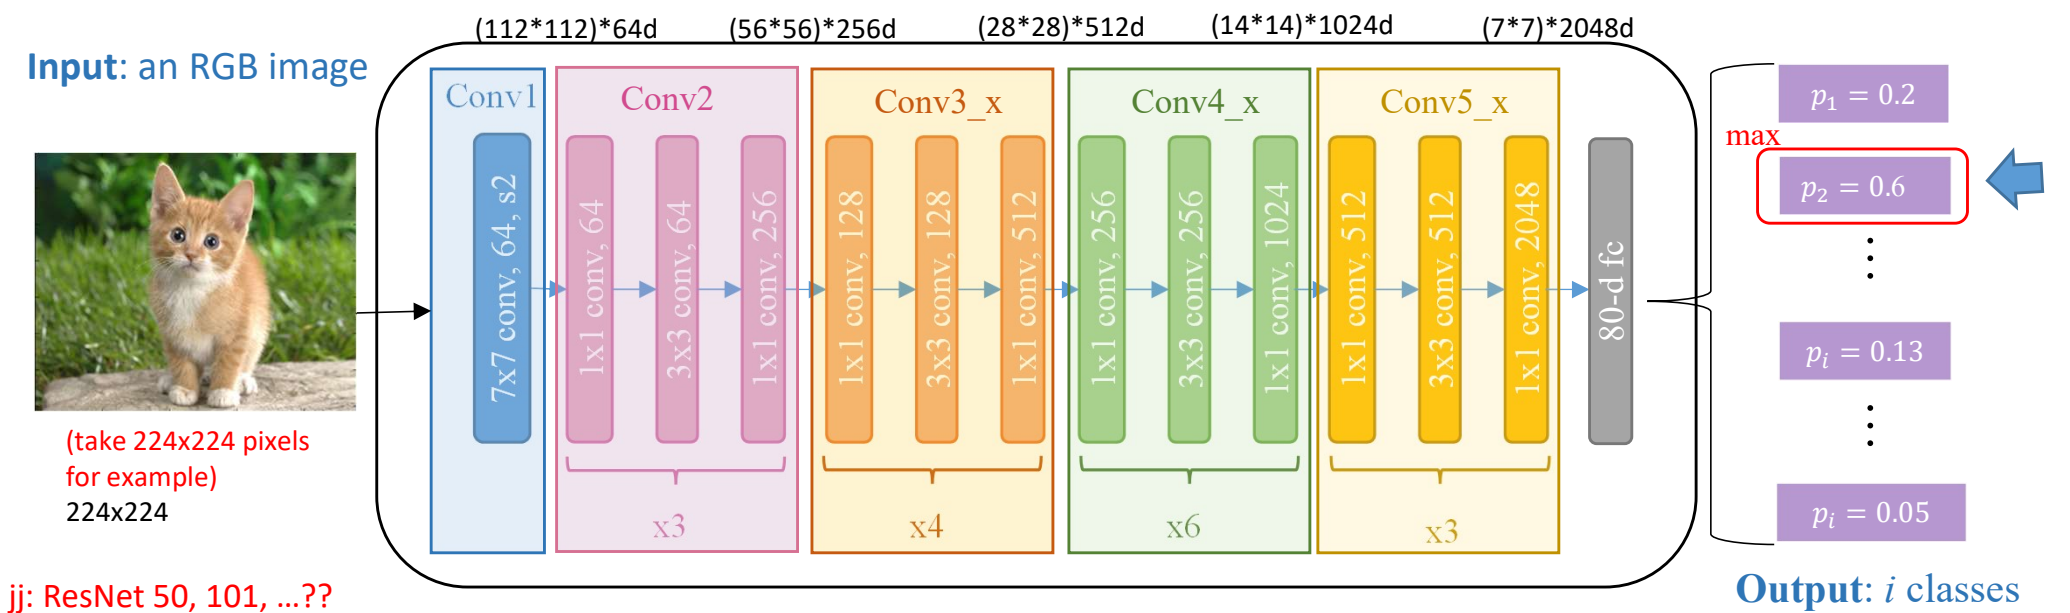 (112*112)*64d
(56*56)*256d
(28*28)*512d
(14*14)*1024d
(7*7)*2048d
Input: an RGB image
(take 224x224 pixels
for example)
224x224
jj: ResNet 50, 101, ...??
Conv1
7x7 conv, 64, s2
Conv2
1x1 conv, 64
3x3 conv, 64
1x1 conv, 256
x3
Conv3_x
1x1 conv, 128
3x3 conv, 128
1x1 conv, 512
x4
Conv4_x
1x1 conv, 256
3x3 conv, 256
1x1 conv, 1024
x6
Conv5_x
1x1 conv, 512
3x3 conv, 512
1x1 conv, 2048
x3
80-d fc
p₁ = 0.2
max
p₂ = 0.6
⋮
pᵢ = 0.13
⋮
pᵢ = 0.05
Output: i classes